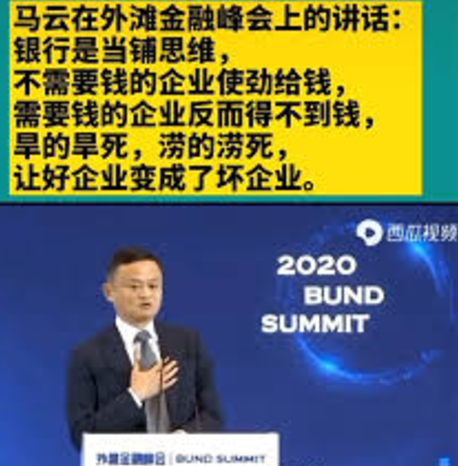 马云在外滩金融峰会上的讲话：
银行是当铺思维，
不需要钱的企业使劲给钱，
需要钱的企业反而得不到钱，
旱的旱死，涝的涝死，
让好企业变成了坏企业。
西瓜视频
2020
BUND
SUMMIT
外滩金融峰会 | BUND SUMMIT